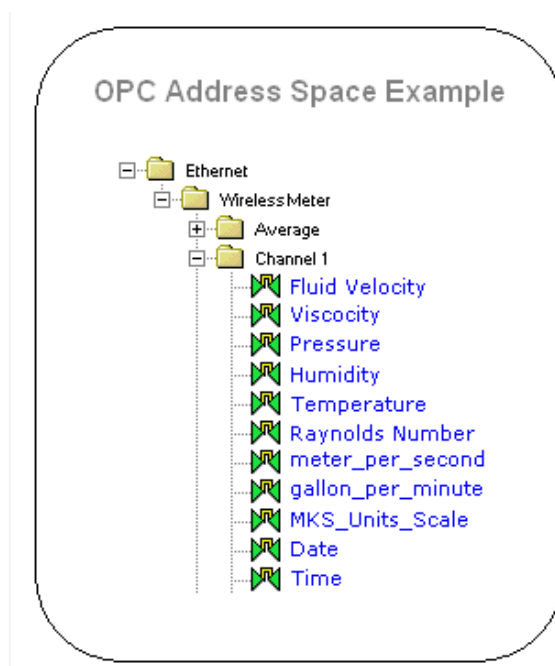 OPC Address Space Example
Ethernet
WirelessMeter
Average
Channel 1
Fluid Velocity
Viscocity
Pressure
Humidity
Temperature
Raynolds Number
meter_per_second
gallon_per_minute
MKS_Units_Scale
Date
Time